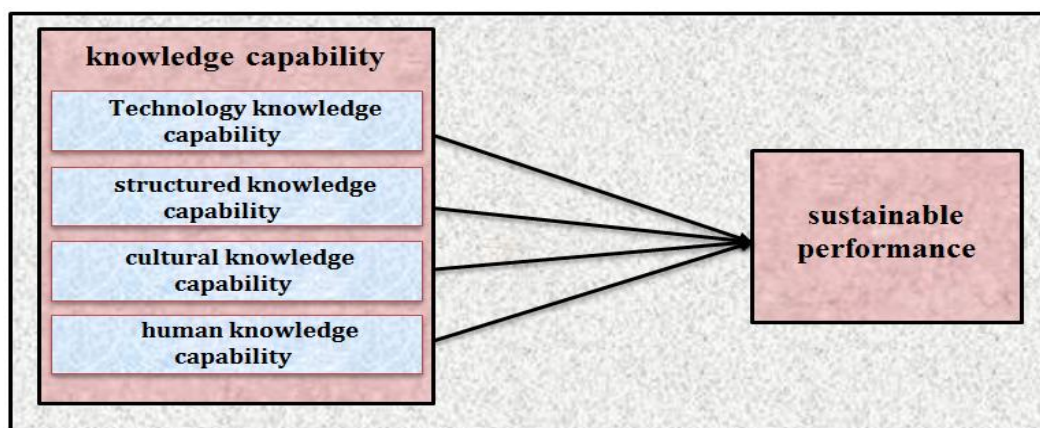 knowledge capability
Technology knowledge
capability
structured knowledge
capability
cultural knowledge
capability
human knowledge
capability
sustainable
performance